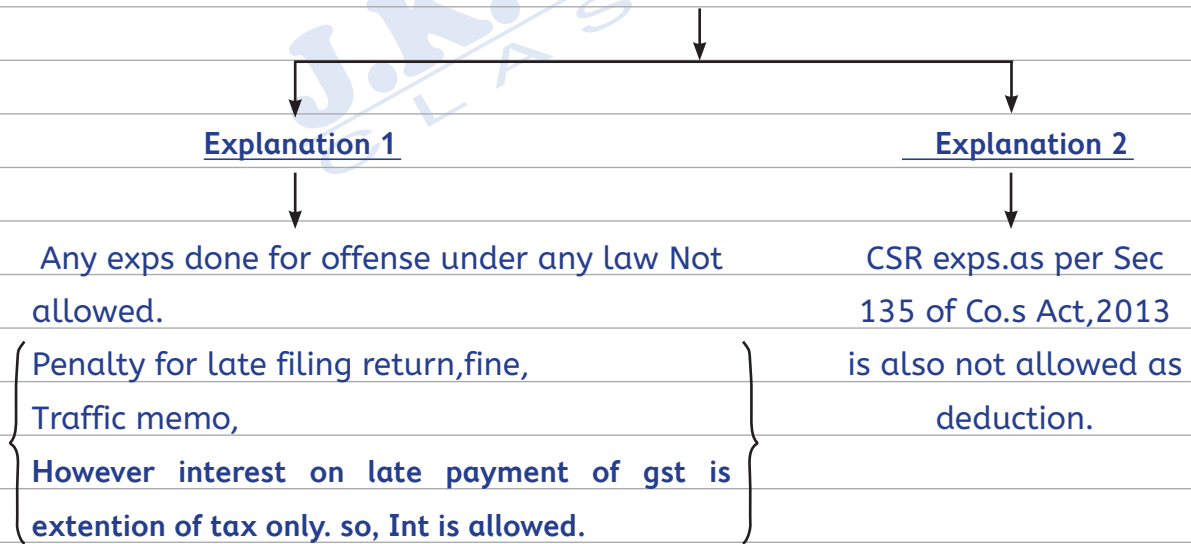 J.K.
CLAS
Explanation 1
Any exps done for offense under any law Not
allowed.
Penalty for late filing return,fine,
Traffic memo,
However interest on late payment of gst is
extention of tax only. so, Int is allowed.
Explanation 2
CSR exps.as per Sec
135 of Co.s Act,2013
is also not allowed as
deduction.